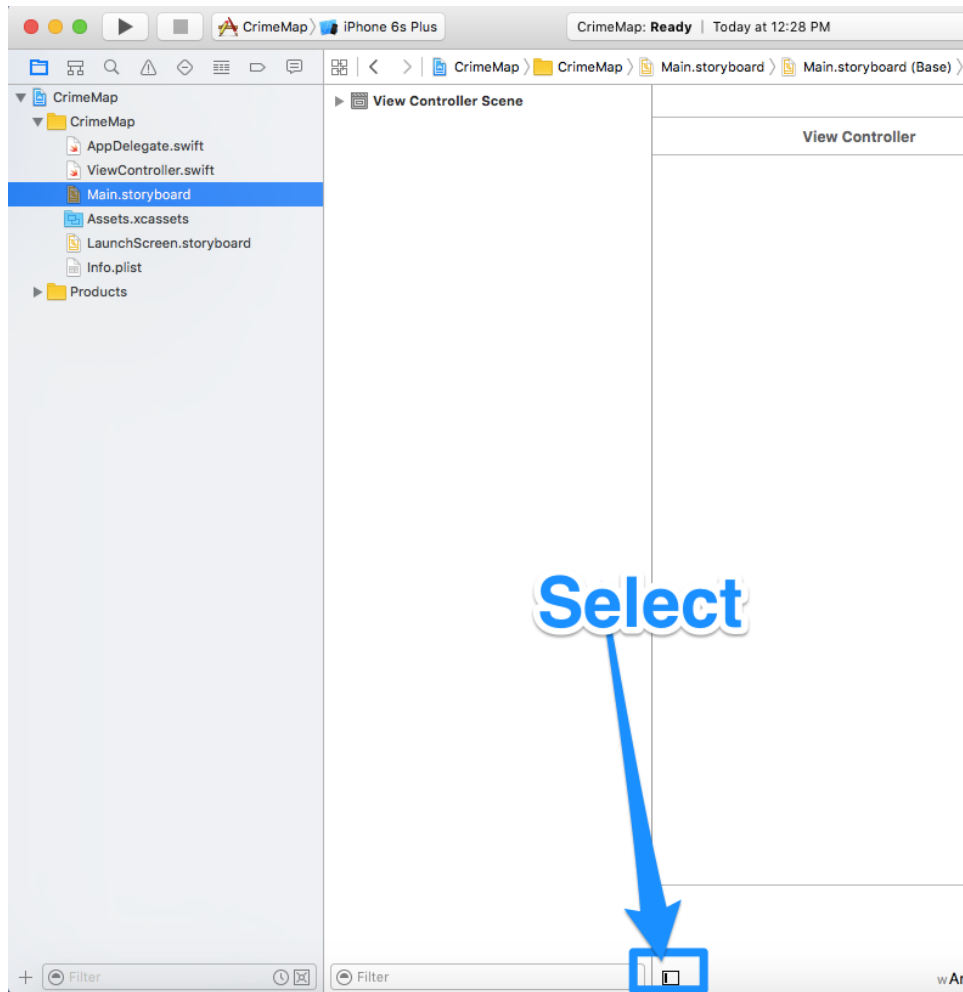 CrimeMap iPhone 6s Plus CrimeMap: Ready | Today at 12:28 PM
CrimeMap CrimeMap Main.storyboard Main.storyboard (Base)
CrimeMap
CrimeMap
AppDelegate.swift
ViewController.swift
Main.storyboard
Assets.xcassets
LaunchScreen.storyboard
Info.plist
Products
View Controller Scene
View Controller
Select
Filter
Filter
wAn